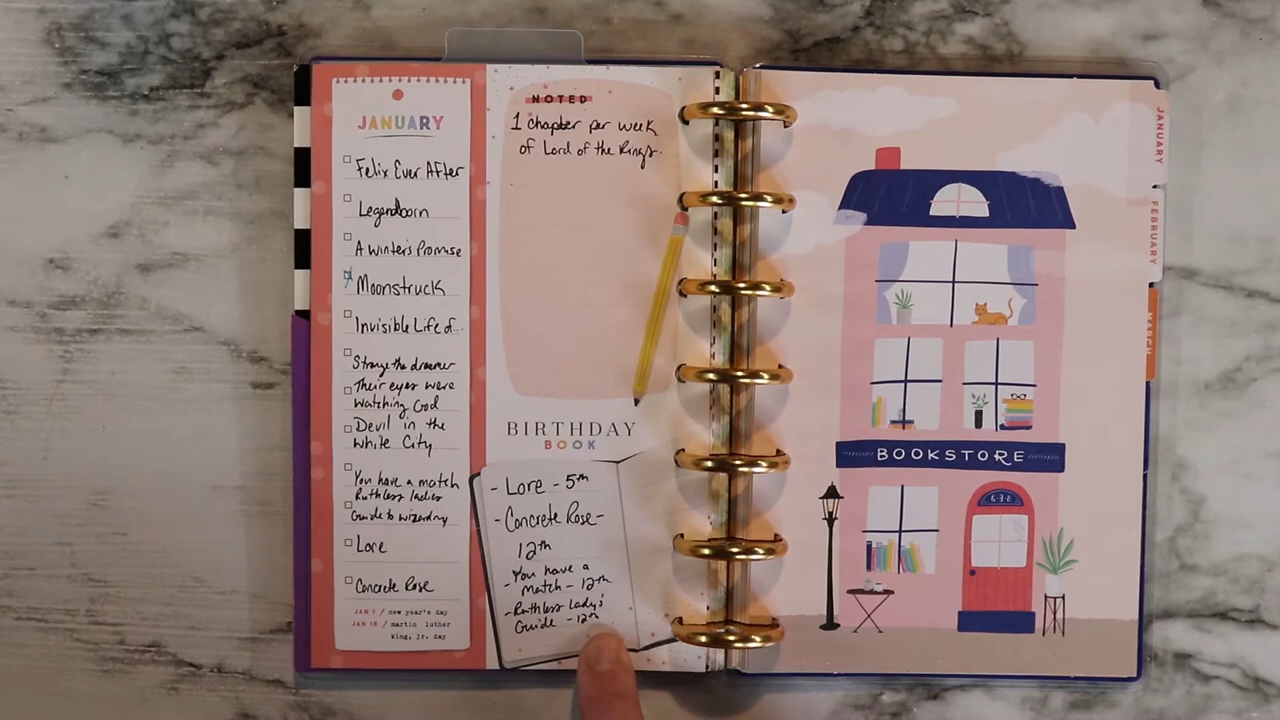 JANUARY
Felix Ever After
Legendborn
A Winter's Promise
Moonstruck
Invisible Life of...
Strange the dreamer
Their eyes were
watching God
Devil in the
White City
You have a match
Ruthless ladies
Guide to wizardry
Lore
Concrete Rose
JAN 1 / new year's day
JAN 18 / martin luther
king, jr. day
NOTED
1 chapter per week
of Lord of the Rings.
BIRTHDAY
BOOK
- Lore - 5th
- Concrete Rose -
12th
- You have a
match - 12th
- Ruthless Lady's
Guide - 12th
BOOKSTORE
JANUARY
FEBRUARY
MARCH